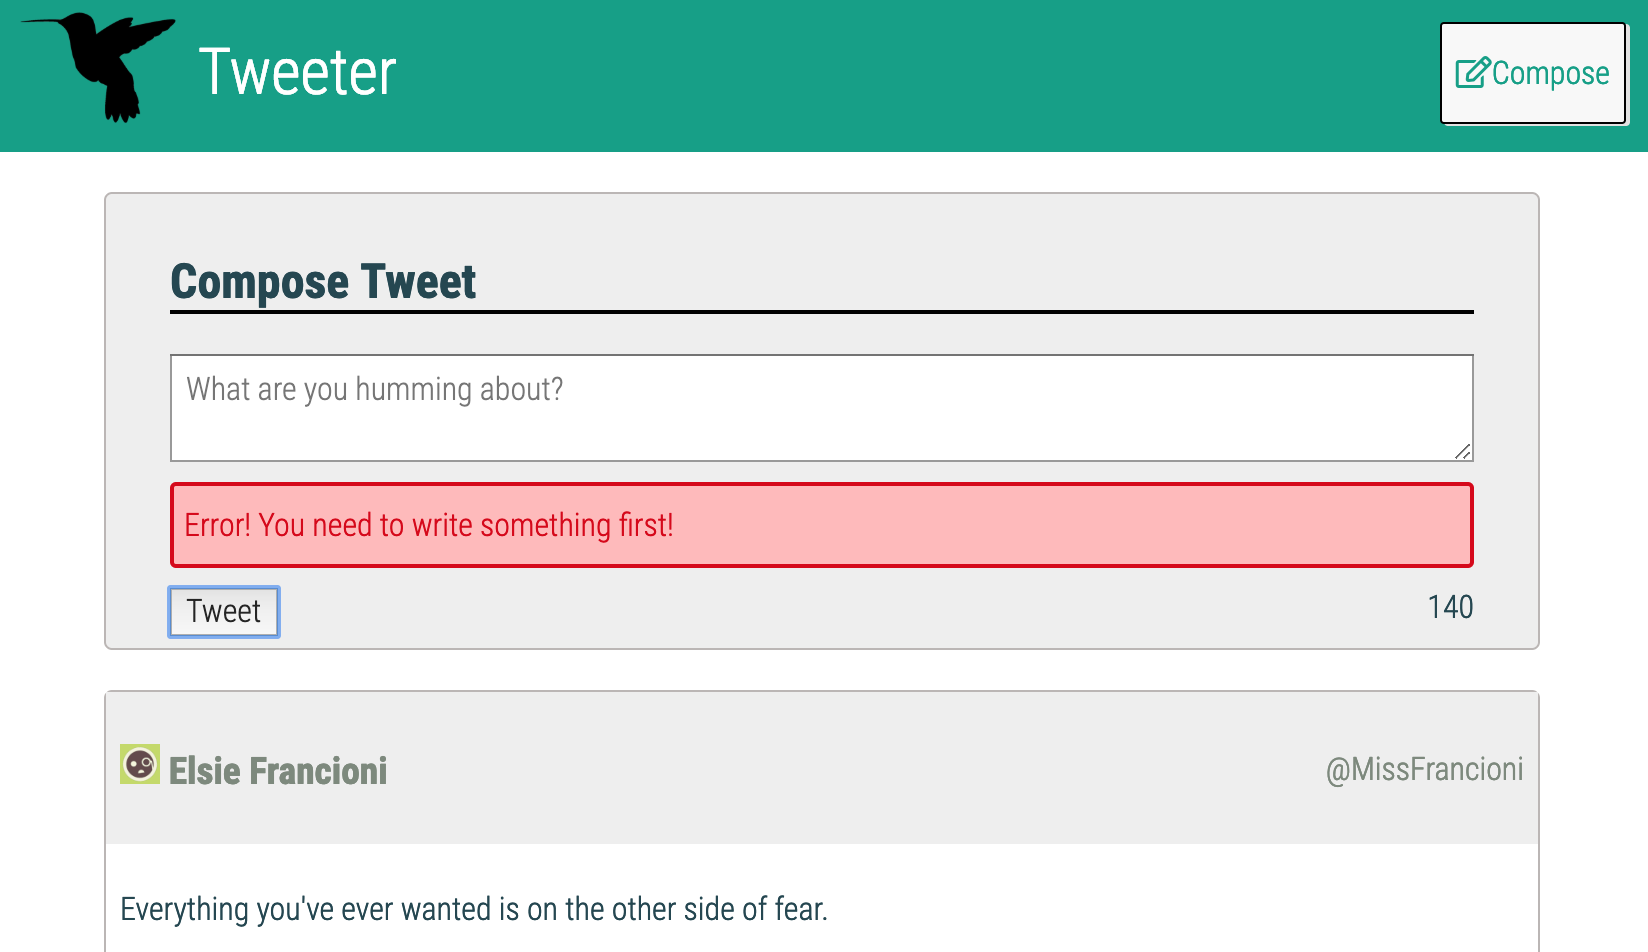 Tweeter
Compose
Compose Tweet
What are you humming about?
Error! You need to write something first!
Tweet
140
Elsie Francioni
@MissFrancioni
Everything you've ever wanted is on the other side of fear.